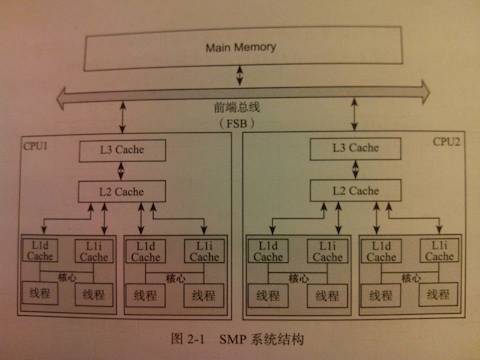 Main Memory
前端总线
（FSB）
CPU1
CPU2
L3 Cache
L3 Cache
L2 Cache
L2 Cache
L1d
Cache
L1i
Cache
L1d
Cache
L1i
Cache
L1d
Cache
L1i
Cache
L1d
Cache
L1i
Cache
核心
核心
核心
核心
线程
线程
线程
线程
线程
线程
线程
线程
图 2-1 SMP 系统结构